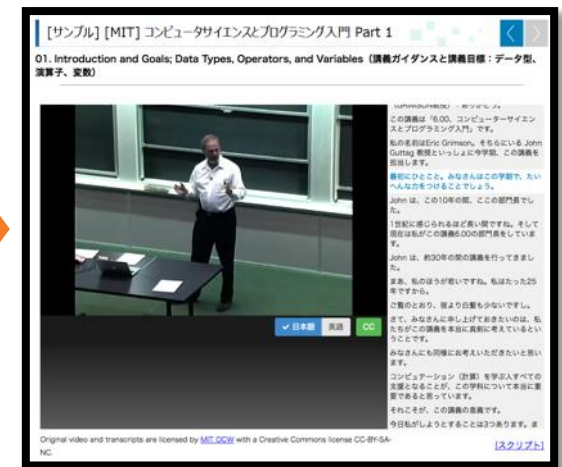 [サンプル] [MIT] コンピュータサイエンスとプログラミング入門 Part 1
01. Introduction and Goals; Data Types, Operators, and Variables（講義ガイダンスと講義目標：データ型、
演算子、変数）
この講義は「6.00、コンピューターサイエン
スとプログラミング入門」です。
私の名前はEric Grimson。そちらにいる John
Guttag 教授といっしょに今学期、この講義を
担当します。
最初にひとこと。みなさんはこの学期で、たい
へんな力をつけることでしょう。
John は、この10年の間、ここの部門長でし
た。
1世紀に感じられるほど長い間ですね。そして
現在は私がこの講義6.00の部門長をしていま
す。
John は、約30年の間の講義を行ってきまし
た。
まあ、私のほうが若いですね。私はたった25
年ですから。
ご覧のとおり、彼より白髪も少ないですし。
さて、みなさんに申し上げておきたいのは、私
たちがこの講義を本当に真剣に考えているとい
うことです。
みなさんにも同様にお考えいただきたいと思い
ます。
コンピュテーション（計算）を学ぶ人すべての
支援となることが、この学科について本当に重
要であると思っています。
それこそが、この講義の意義です。
今日私がしようとすることは3つあります。ま
✓ 日本語 英語 CC
Original video and transcripts are licensed by MIT OCW with a Creative Commons license CC-BY-SA-
NC.
[スクリプト]